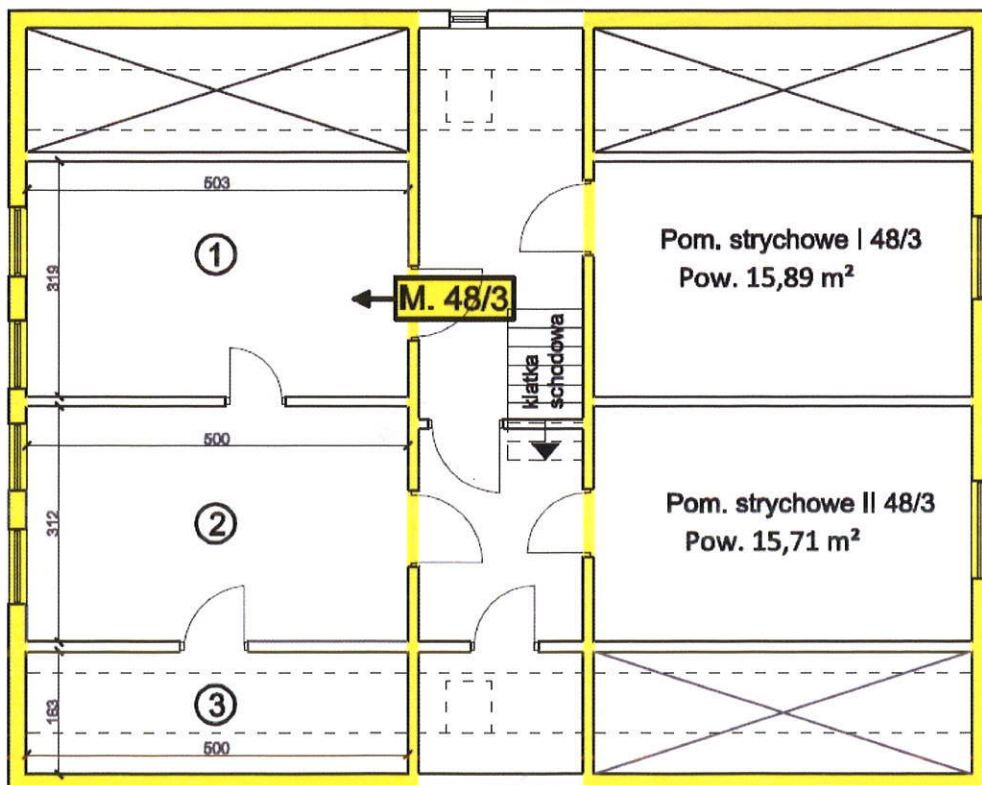 503
319
1
M. 48/3
klatka
schodowa
Pom. strychowe I 48/3
Pow. 15,89 m²
500
312
2
Pom. strychowe II 48/3
Pow. 15,71 m²
163
3
500